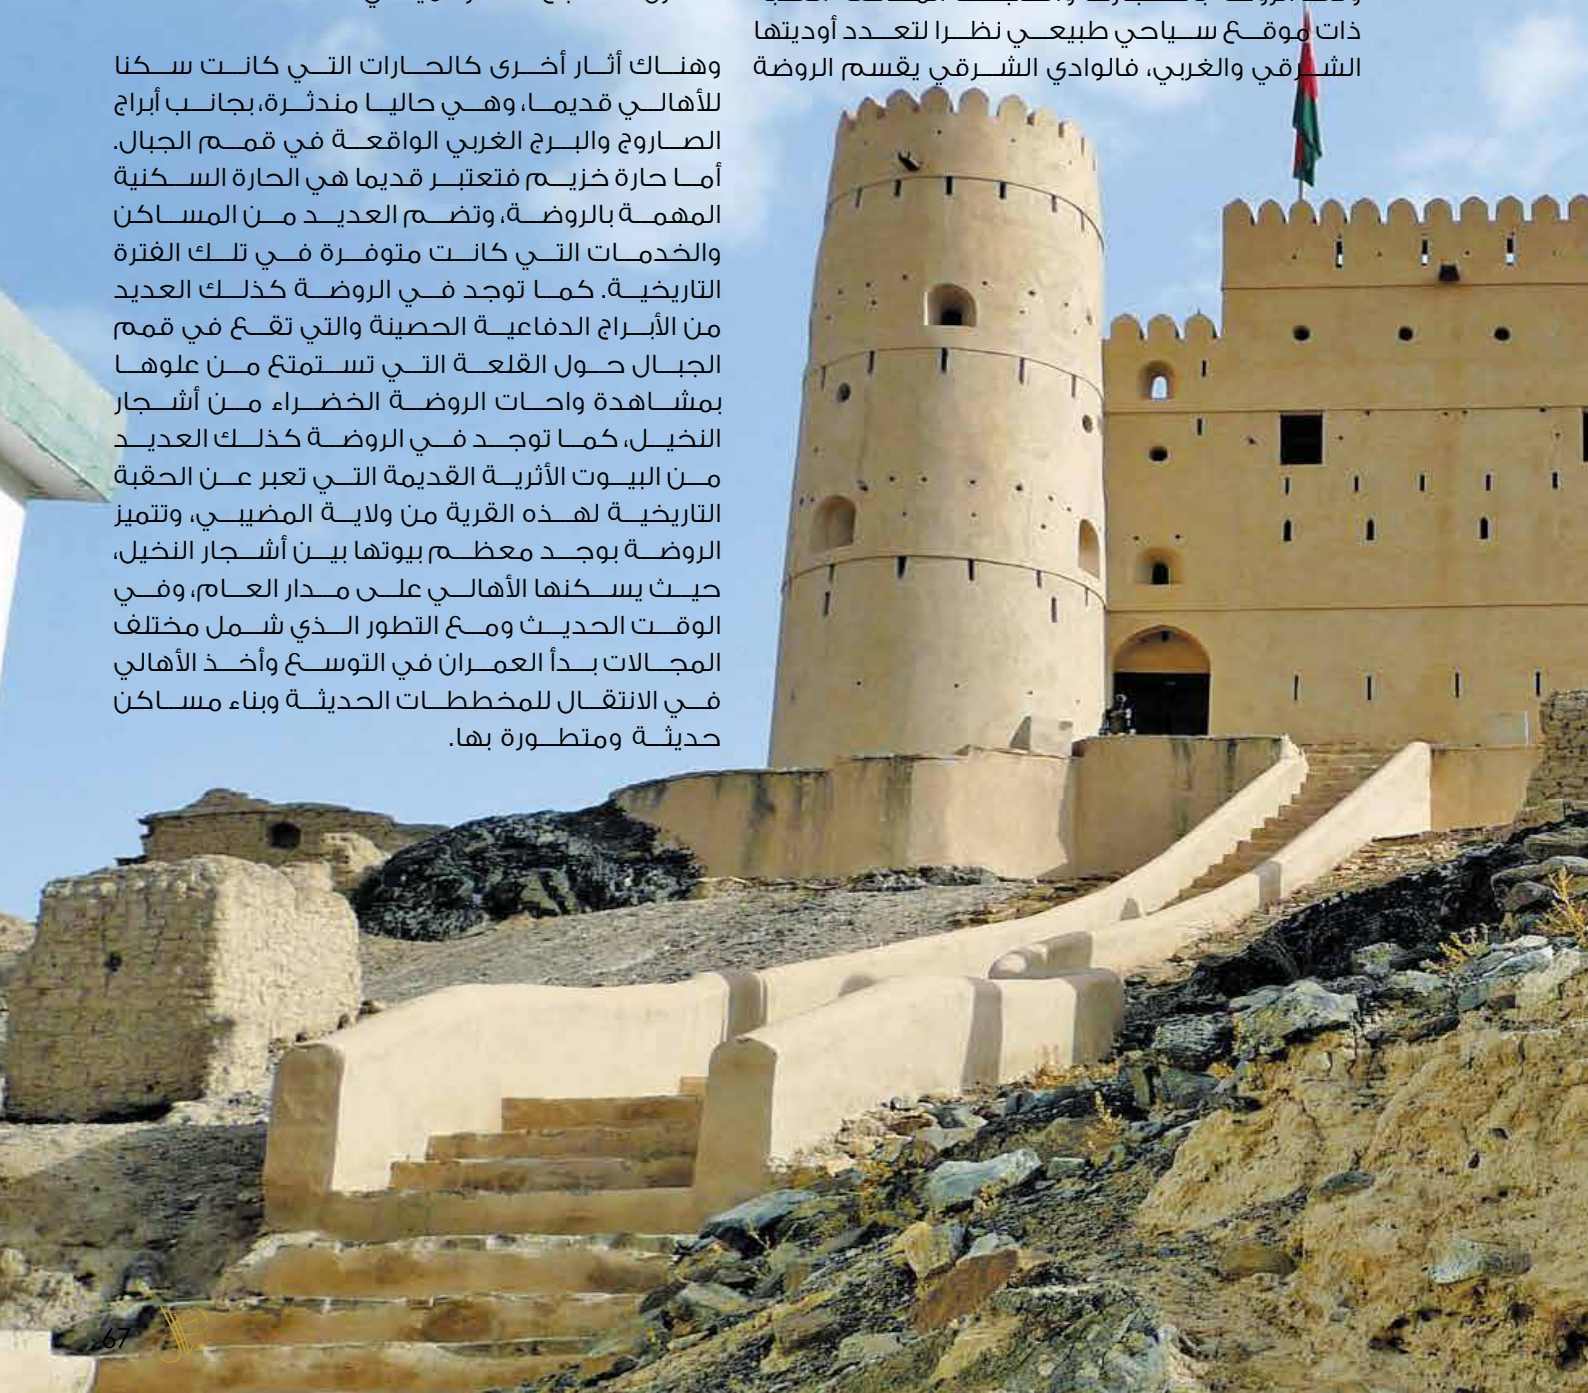 ذات موقع سياحي طبيعي نظرا لتعدد أوديتها
الشرقي والغربي، فالوادي الشرقي يقسم الروضة
وهناك أثار أخرى كالحارات التي كانت سكنا
للأهالي قديما، وهي حاليا مندثرة، بجانب أبراج
الصاروج والبرج الغربي الواقعة في قمم الجبال.
أما حارة خزيم فتعتبر قديما هي الحارة السكنية
المهمة بالروضة، وتضم العديد من المساكن
والخدمات التي كانت متوفرة في تلك الفترة
التاريخية. كما توجد في الروضة كذلك العديد
من الأبراج الدفاعية الحصينة والتي تقع في قمم
الجبال حول القلعة التي تستمتع من علوها
بمشاهدة واحات الروضة الخضراء من أشجار
النخيل، كما توجد في الروضة كذلك العديد
من البيوت الأثرية القديمة التي تعبر عن الحقبة
التاريخية لهذه القرية من ولاية المضيبي، وتتميز
الروضة بوجد معظم بيوتها بين أشجار النخيل،
حيث يسكنها الأهالي على مدار العام، وفي
الوقت الحديث ومع التطور الذي شمل مختلف
المجالات بدأ العمران في التوسع وأخذ الأهالي
في الانتقال للمخططات الحديثة وبناء مساكن
حديثة ومتطورة بها.
67